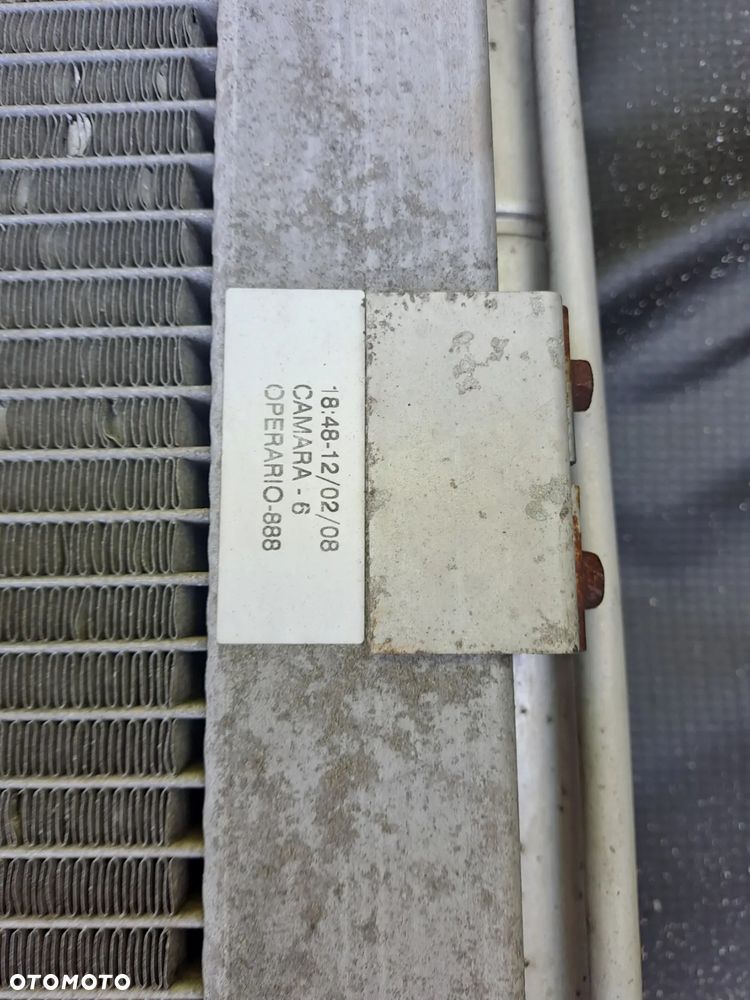 18:48-12/02/08
CAMARA - 6
OPERARIO-888
OTOMOTO